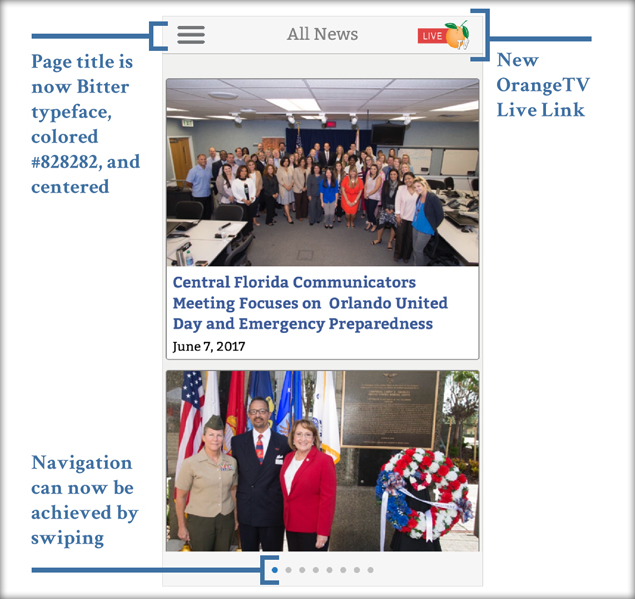 All News
LIVE
TV
Page title is
now Bitter
typeface,
colored
#828282, and
centered
New
OrangeTV
Live Link
Central Florida Communicators
Meeting Focuses on Orlando United
Day and Emergency Preparedness
June 7, 2017
Navigation
can now be
achieved by
swiping